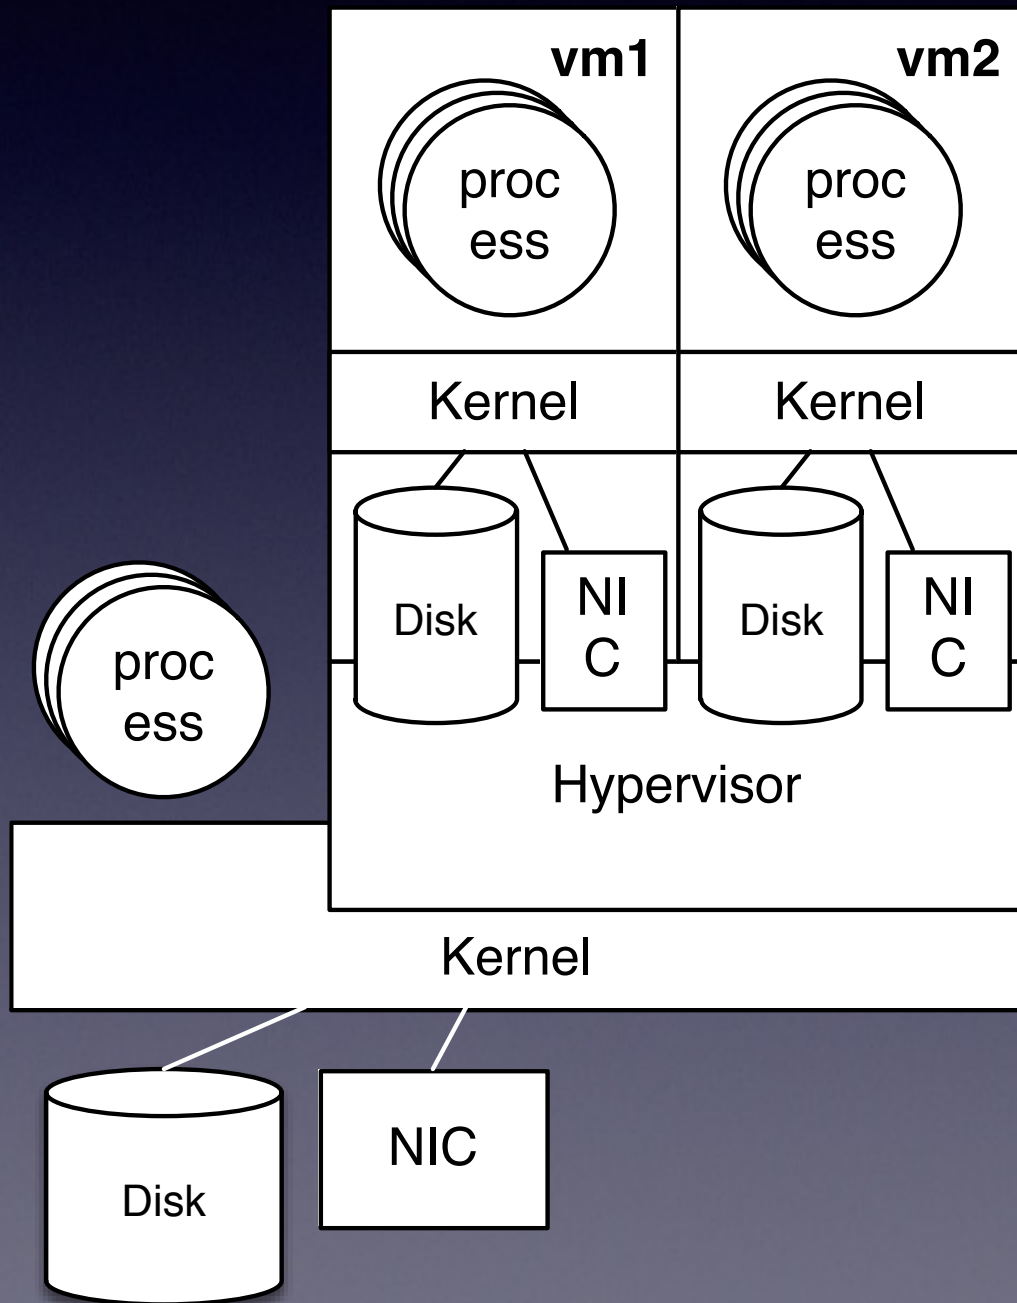 vm1
vm2
proc
ess
proc
ess
Kernel
Kernel
Disk
NI
C
Disk
NI
C
proc
ess
Hypervisor
Kernel
Disk
NIC